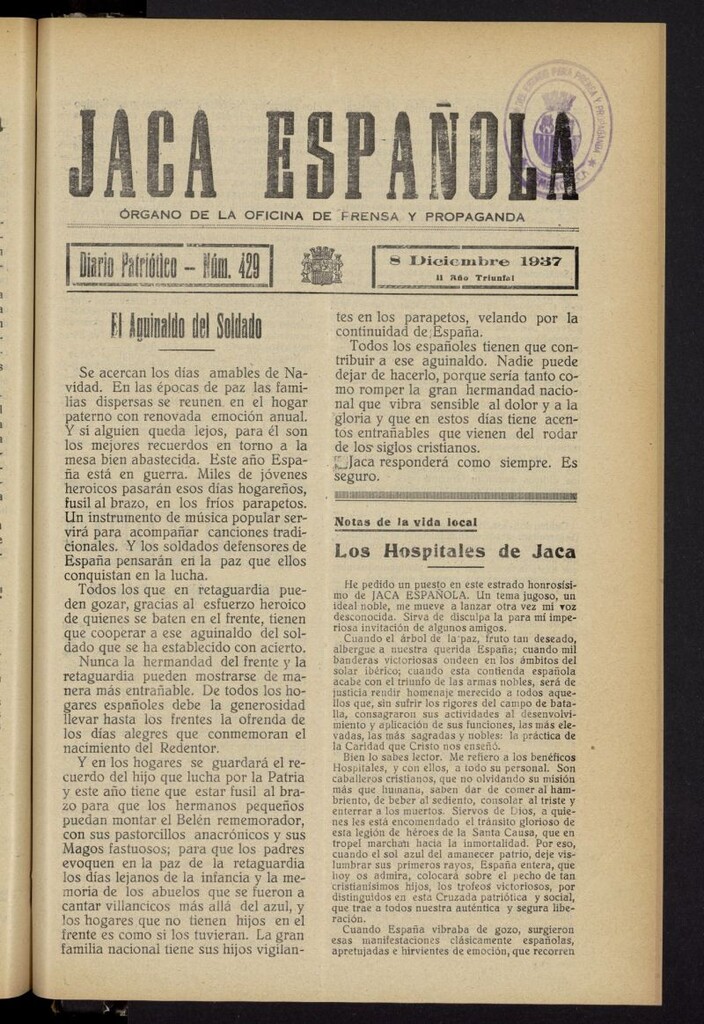 JACA ESPAÑOLA
ÓRGANO DE LA OFICINA DE PRENSA Y PROPAGANDA
Diario Patriótico – Núm. 429
8 Diciembre 1937
II Año Triunfal
El Aguinaldo del Soldado
Se acercan los días amables de Na-
vidad. En las épocas de paz las fami-
lias dispersas se reunen en el hogar
paterno con renovada emoción anual.
Y si alguien queda lejos, para él son
los mejores recuerdos en torno a la
mesa bien abastecida. Este año Espa-
ña está en guerra. Miles de jóvenes
heroicos pasarán esos días hogareños,
fusil al brazo, en los fríos parapetos.
Un instrumento de música popular ser-
virá para acompañar canciones tradi-
cionales. Y los soldados defensores de
España pensarán en la paz que ellos
conquistan en la lucha.
Todos los que en retaguardia pue-
den gozar, gracias al esfuerzo heroico
de quienes se baten en el frente, tienen
que cooperar a ese aguinaldo del sol-
dado que se ha establecido con acierto.
Nunca la hermandad del frente y la
retaguardia pueden mostrarse de ma-
nera más entrañable. De todos los ho-
gares españoles debe la generosidad
llevar hasta los frentes la ofrenda de
los días alegres que conmemoran el
nacimiento del Redentor.
Y en los hogares se guardará el re-
cuerdo del hijo que lucha por la Patria
y este año tiene que estar fusil al bra-
zo para que los hermanos pequeños
puedan montar el Belén rememorador,
con sus pastorcillos anacrónicos y sus
Magos fastuosos; para que los padres
evoquen en la paz de la retaguardia
los días lejanos de la infancia y la me-
moria de los abuelos que se fueron a
cantar villancicos más allá del azul, y
los hogares que no tienen hijos en el
frente es como si los tuvieran. La gran
familia nacional tiene sus hijos vigilan-
tes en los parapetos, velando por la
continuidad de España.
Todos los españoles tienen que con-
tribuir a ese aguinaldo. Nadie puede
dejar de hacerlo, porque sería tanto co-
mo romper la gran hermandad nacio-
nal que vibra sensible al dolor y a la
gloria y que en estos días tiene acen-
tos entrañables que vienen del rodar
de los siglos cristianos.
Jaca responderá como siempre. Es
seguro.
Notas de la vida local
Los Hospitales de Jaca
He pedido un puesto en este estrado honrosísi-
mo de JACA ESPAÑOLA. Un tema jugoso, un
ideal noble, me mueve a lanzar otra vez mi voz
desconocida. Sirva de disculpa la para mí impe-
riosa invitación de algunos amigos.
Cuando el árbol de la paz, fruto tan deseado,
albergue a nuestra querida España; cuando mil
banderas victoriosas ondeen en los ámbitos del
solar ibérico; cuando esta contienda española
acabe con el triunfo de las armas nobles, será de
justicia rendir homenaje merecido a todos aque-
llos que, sin sufrir los rigores del campo de bata-
lla, consagraron sus actividades al desenvolvi-
miento y aplicación de sus funciones, las más ele-
vadas, las más sagradas y nobles: la práctica de
la Caridad que Cristo nos enseñó.
Bien lo sabes lector. Me refiero a los benéficos
Hospitales, y con ellos, a todo su personal. Son
caballeros cristianos, que no olvidando su misión
más que humana, saben dar de comer al ham-
briento, de beber al sediento, consolar al triste y
enterrar a los muertos. Siervos de Dios, a quie-
nes les está encomendado el tránsito glorioso de
esta legión de héroes de la Santa Causa, que en
tropel marchan hacia la inmortalidad. Por eso,
cuando el sol azul del amanecer patrio, deje vis-
lumbrar sus primeros rayos, España entera, que
hoy os admira, colocará sobre el pecho de tan
cristianísimos hijos, los trofeos victoriosos, por
distinguidos en esta Cruzada patriótica y social,
que trae a todos nuestra auténtica y segura libe-
ración.
Cuando España vibraba de gozo, surgieron
esas manifestaciones clásicamente españolas,
apretujadas e hirvientes de emoción, que recorren